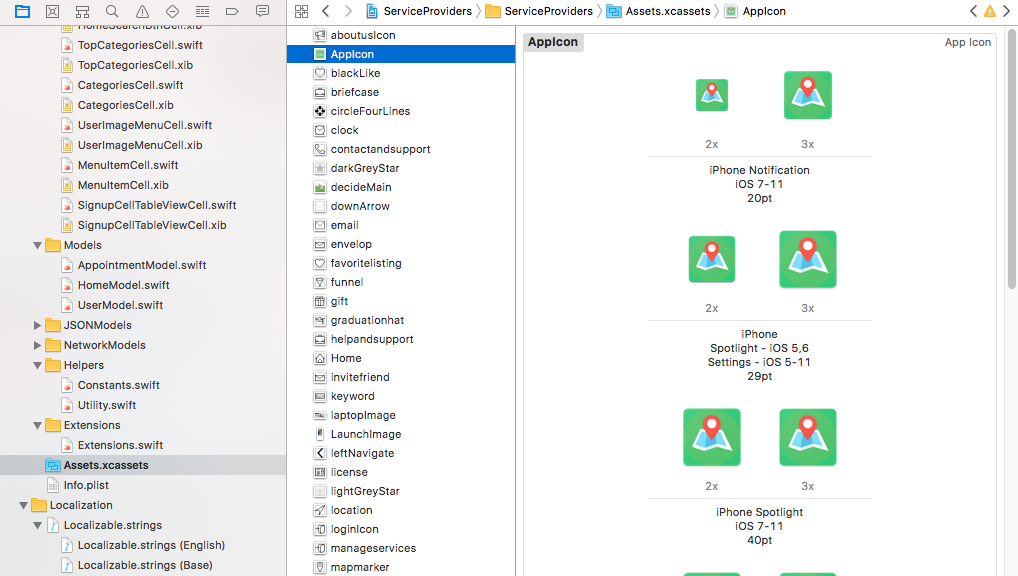 ServiceProviders
ServiceProviders
Assets.xcassets
AppIcon
HomeSearchBtnCell.xib
TopCategoriesCell.swift
TopCategoriesCell.xib
CategoriesCell.swift
CategoriesCell.xib
UserImageMenuCell.swift
UserImageMenuCell.xib
MenuItemCell.swift
MenuItemCell.xib
SignupCellTableViewCell.swift
SignupCellTableViewCell.xib
Models
AppointmentModel.swift
HomeModel.swift
UserModel.swift
JSONModels
NetworkModels
Helpers
Constants.swift
Utility.swift
Extensions
Extensions.swift
Assets.xcassets
Info.plist
Localization
Localizable.strings
Localizable.strings (English)
Localizable.strings (Base)
aboutusIcon
AppIcon
blackLike
briefcase
circleFourLines
clock
contactandsupport
darkGreyStar
decideMain
downArrow
email
envelop
favoritelisting
funnel
gift
graduationhat
helpandsupport
Home
invitefriend
keyword
laptopImage
LaunchImage
leftNavigate
license
lightGreyStar
location
loginIcon
manageservices
mapmarker
AppIcon
App Icon
2x
3x
iPhone Notification
iOS 7-11
20pt
2x
3x
iPhone
Spotlight - iOS 5,6
Settings - iOS 5-11
29pt
2x
3x
iPhone Spotlight
iOS 7-11
40pt